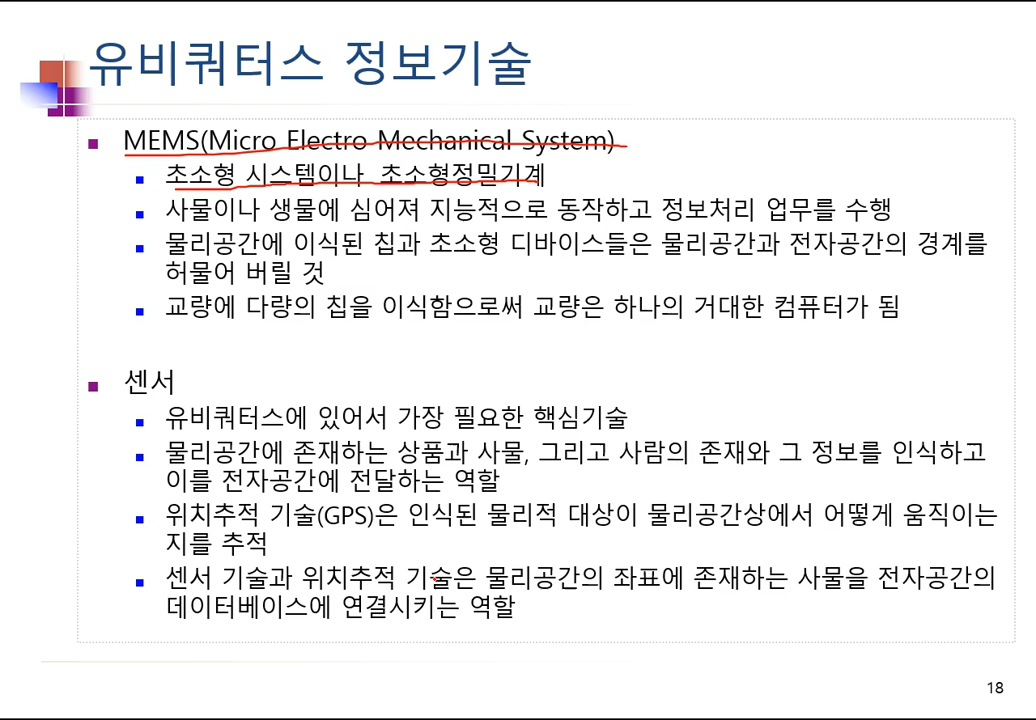 유비쿼터스 정보기술
MEMS(Micro Electro Mechanical System)
초소형 시스템이나 초소형정밀기계
사물이나 생물에 심어져 지능적으로 동작하고 정보처리 업무를 수행
물리공간에 이식된 칩과 초소형 디바이스들은 물리공간과 전자공간의 경계를
허물어 버릴 것
교량에 다량의 칩을 이식함으로써 교량은 하나의 거대한 컴퓨터가 됨
센서
유비쿼터스에 있어서 가장 필요한 핵심기술
물리공간에 존재하는 상품과 사물, 그리고 사람의 존재와 그 정보를 인식하고
이를 전자공간에 전달하는 역할
위치추적 기술(GPS)은 인식된 물리적 대상이 물리공간상에서 어떻게 움직이는
지를 추적
센서 기술과 위치추적 기술은 물리공간의 좌표에 존재하는 사물을 전자공간의
데이터베이스에 연결시키는 역할
18